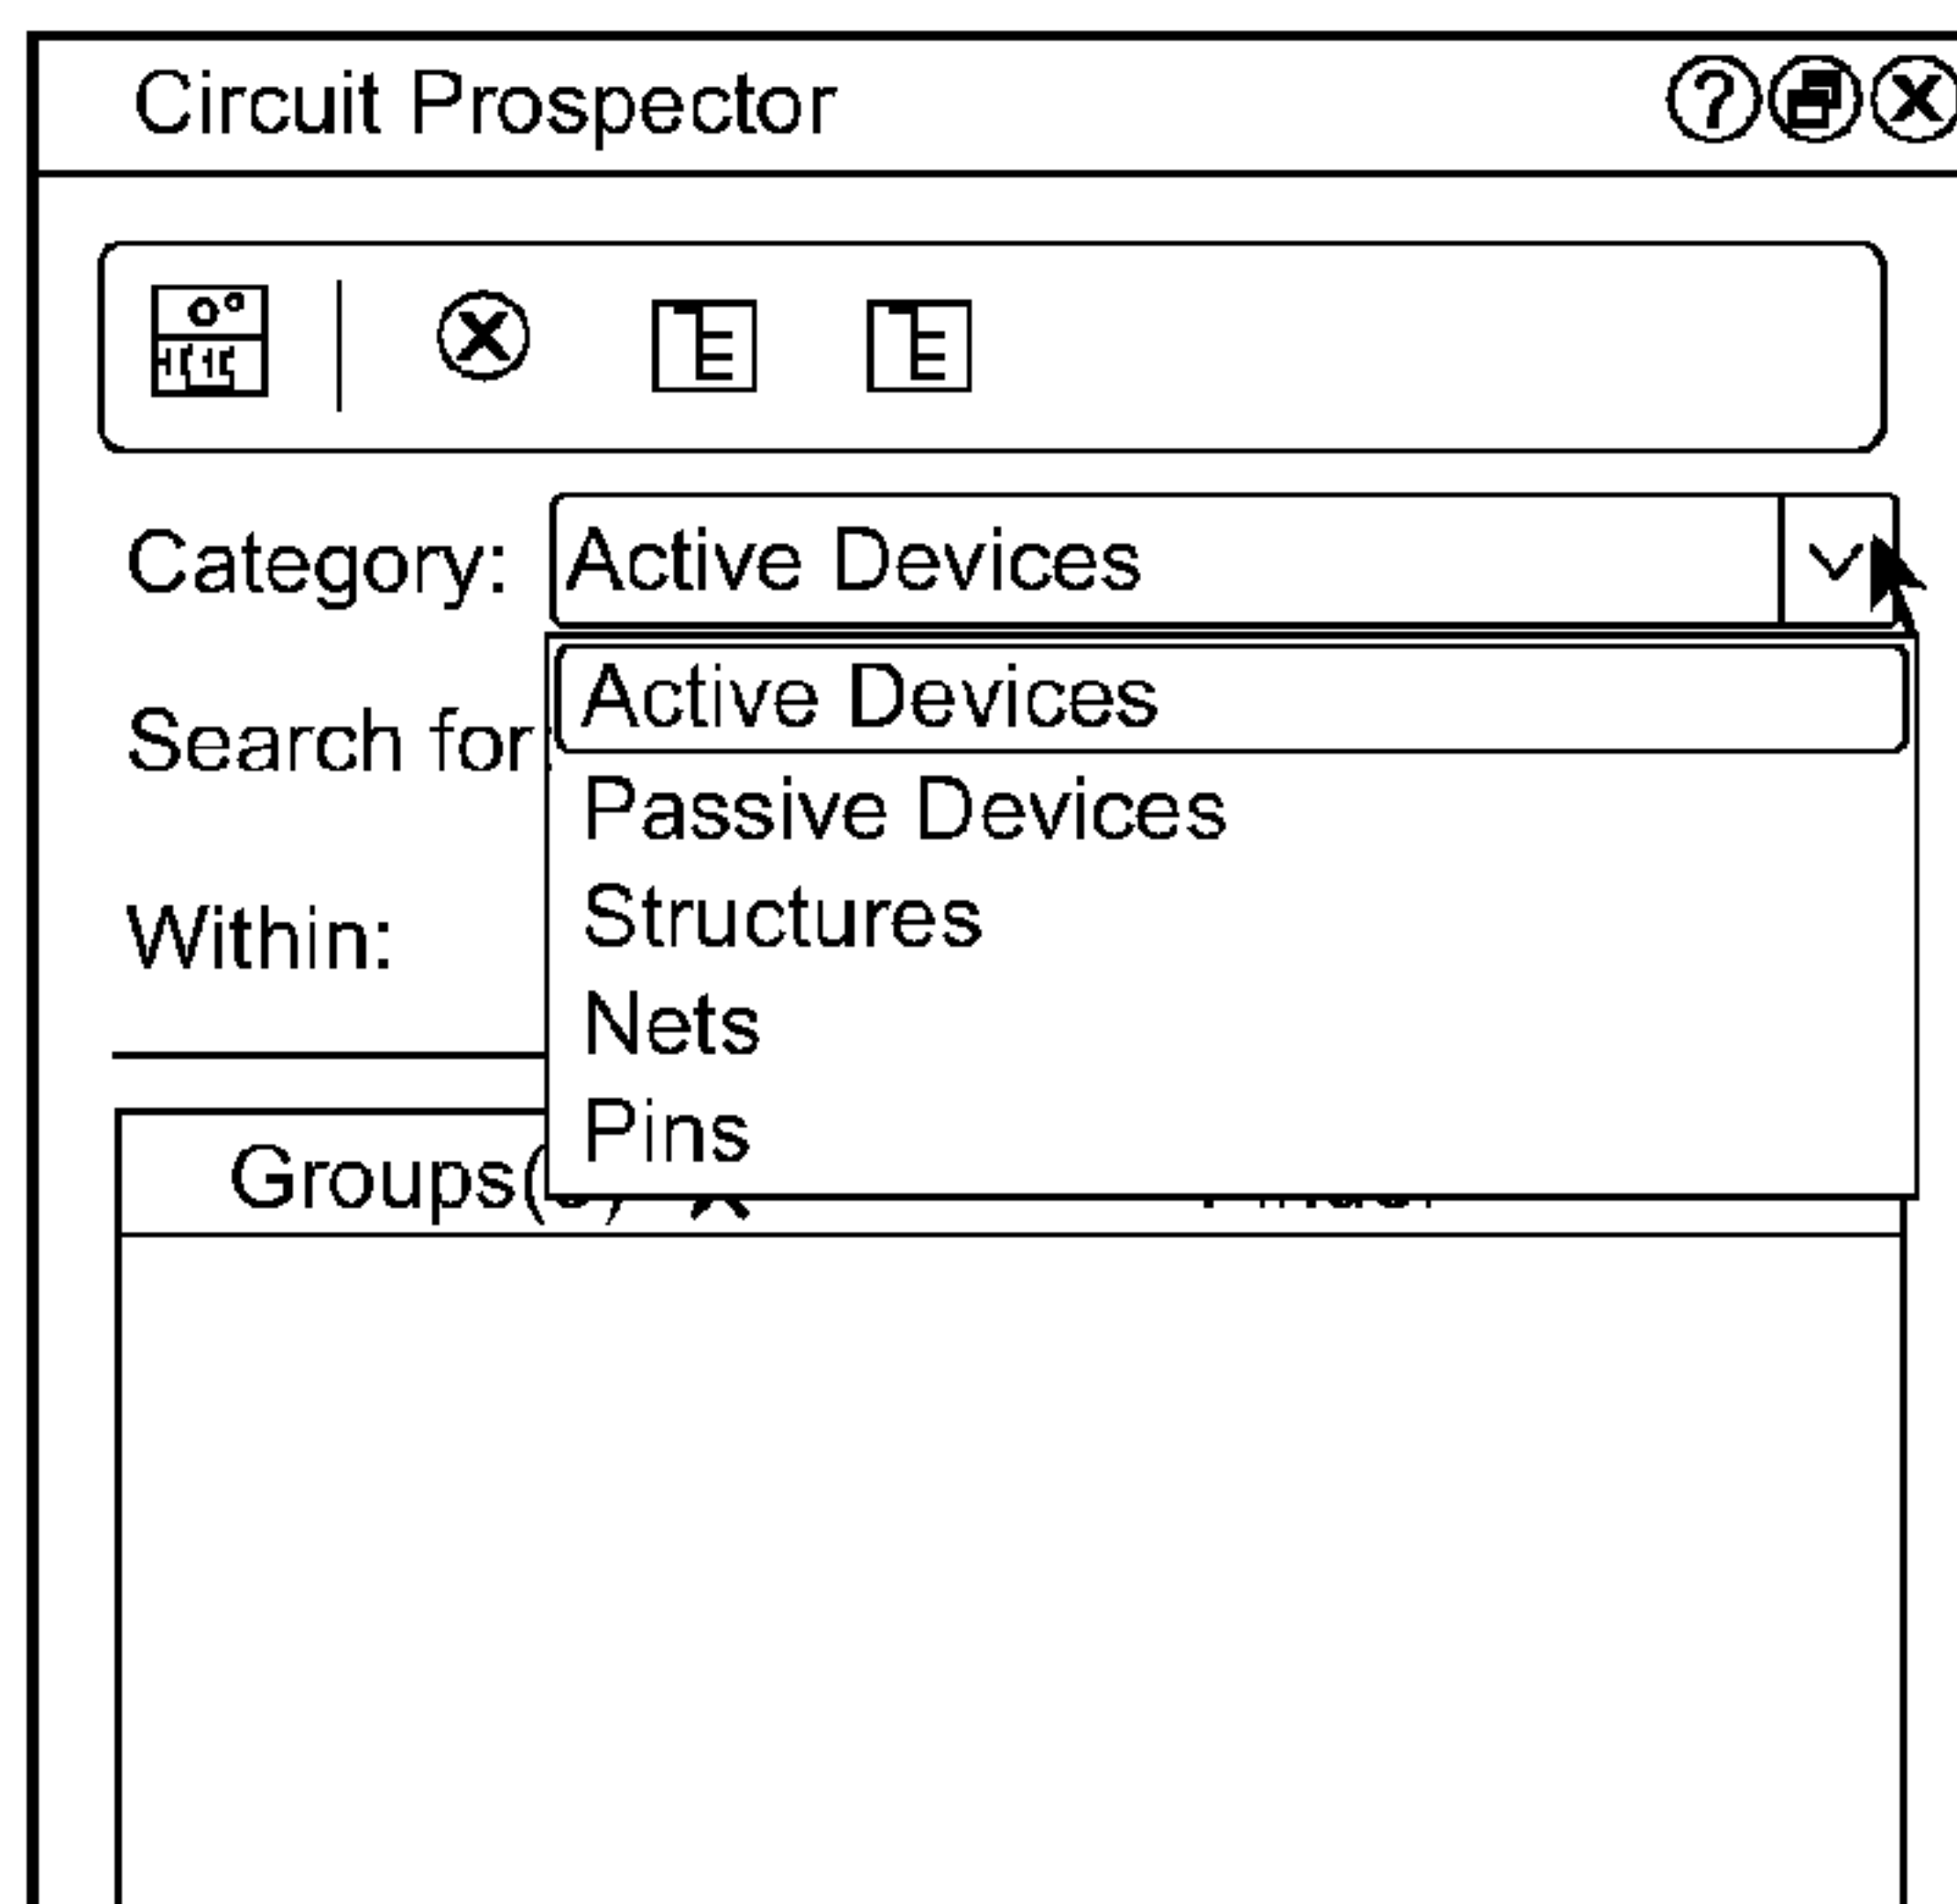 Circuit Prospector
Category: Active Devices
Active Devices
Search for
Passive Devices
Structures
Within:
Nets
Pins
Groups(